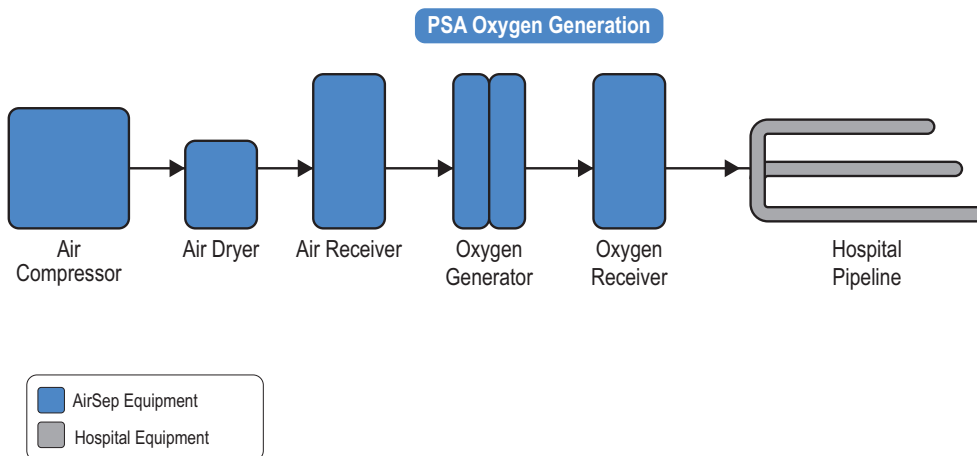 PSA Oxygen Generation
Air
Compressor
Air Dryer
Air Receiver
Oxygen
Generator
Oxygen
Receiver
Hospital
Pipeline
AirSep Equipment
Hospital Equipment